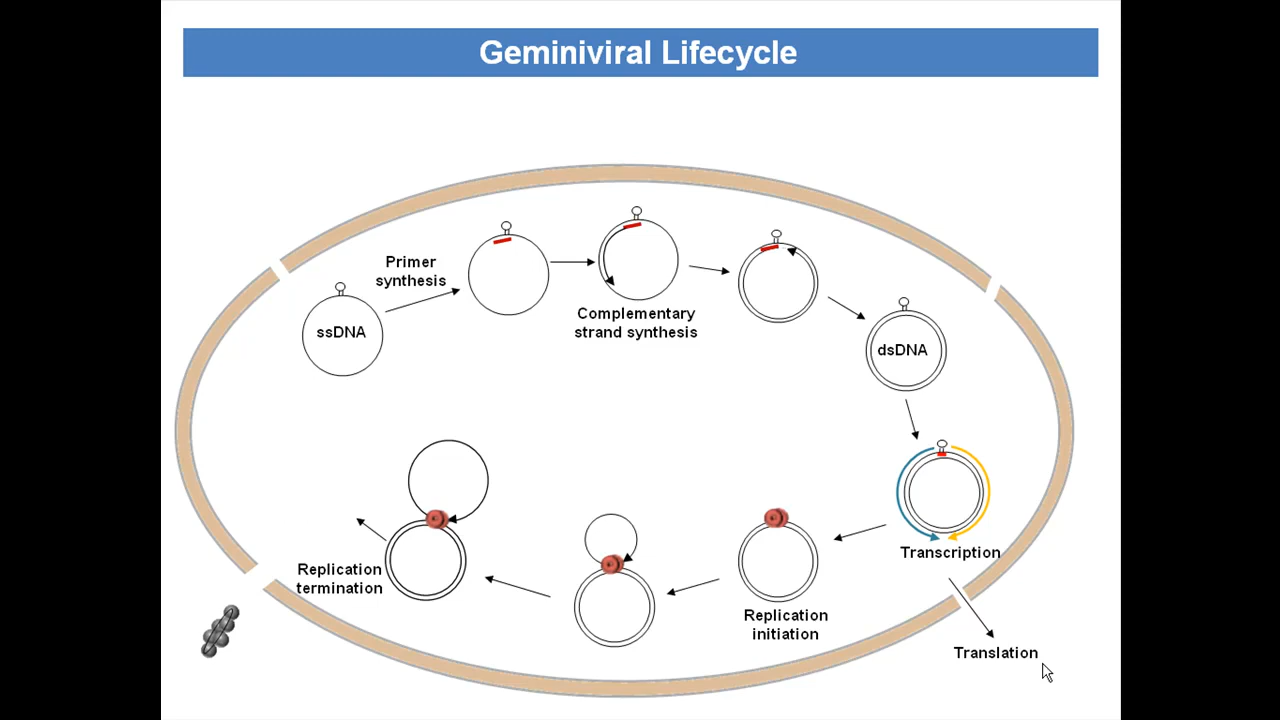 Geminiviral Lifecycle
Primer
synthesis
ssDNA
Complementary
strand synthesis
dsDNA
Transcription
Replication
termination
Replication
initiation
Translation